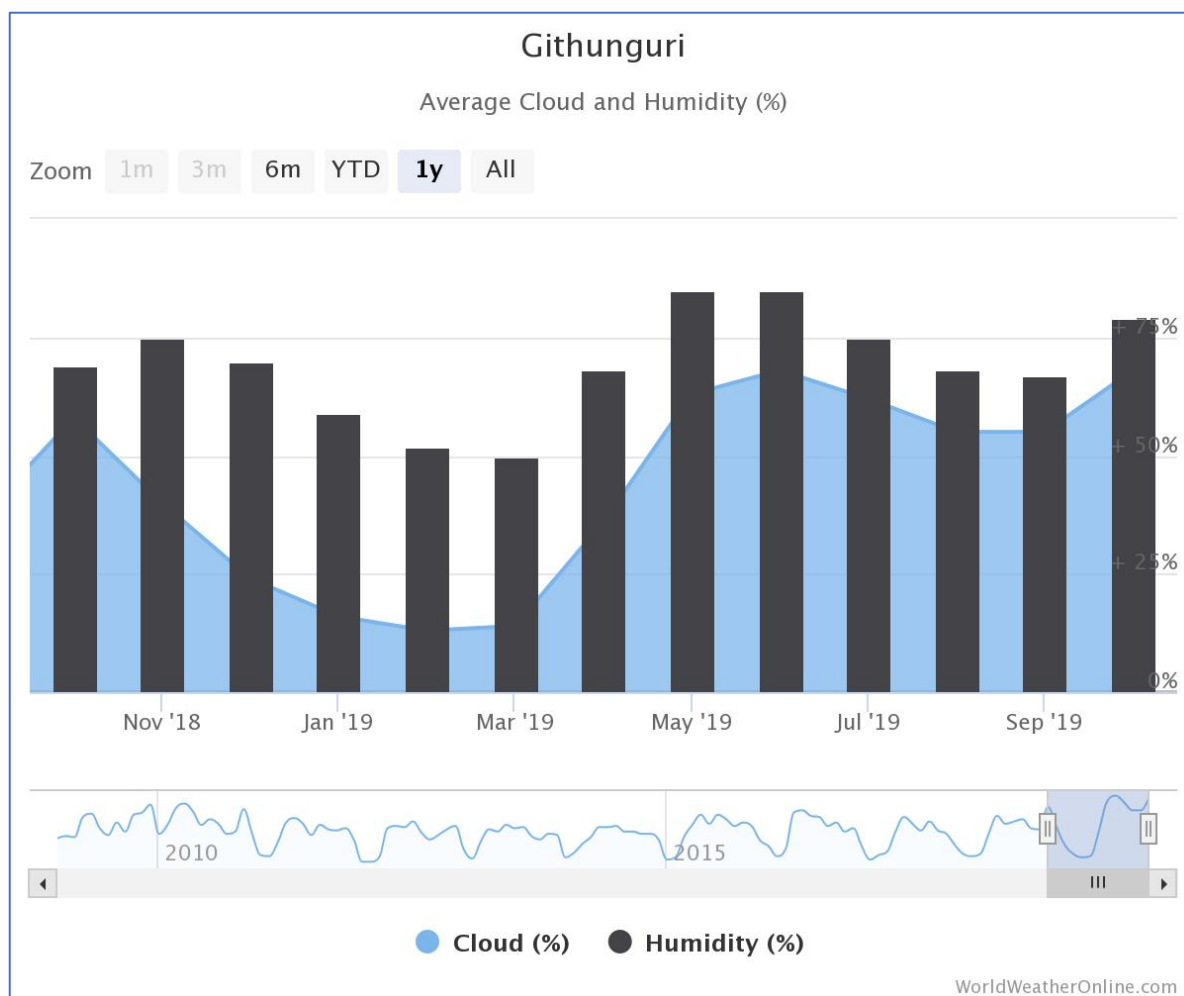 Githunguri
Average Cloud and Humidity (%)
Zoom 1m 3m 6m YTD 1y All
+ 75%
+ 50%
+ 25%
0%
Nov '18 Jan '19 Mar '19 May '19 Jul '19 Sep '19
2010 2015
Cloud (%) Humidity (%)
WorldWeatherOnline.com